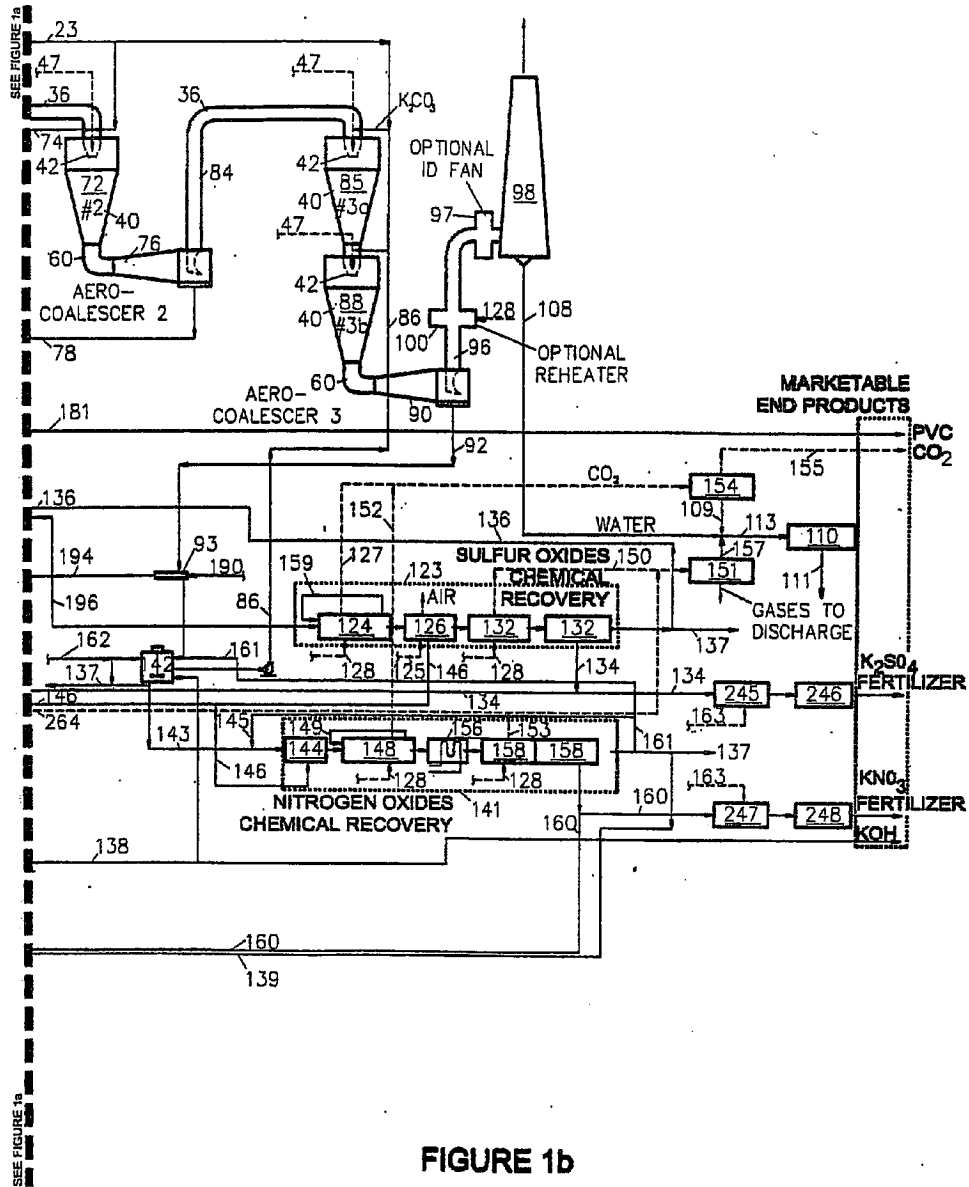 SEE FIGURE 1a
23
47
47
36
36
K2CO3
74
42
84
42
OPTIONAL
ID FAN
98
72
#2
40
85
#3a
40
97
47
76
60
42
AERO-
COALESCER 2
88
#3b
40
86
128
108
100
OPTIONAL
REHEATER
78
96
60
AERO-
COALESCER 3
90
MARKETABLE
END PRODUCTS
181
92
PVC
CO2
155
CO2
154
136
152
136
109
WATER
113
110
93
127
SULFUR OXIDES
CHEMICAL
RECOVERY
150
157
151
111
194
190
159
123
AIR
GASES TO
DISCHARGE
196
86
124
126
132
132
162
161
137
42
128
125
146
128
134
137
K2SO4
FERTILIZER
146
134
134
245
246
264
145
149
156
153
163
143
144
148
158
158
161
137
146
128
128
KNO3
FERTILIZER
163
NITROGEN OXIDES
CHEMICAL RECOVERY
141
160
160
247
248
138
KOH
160
139
SEE FIGURE 1a
FIGURE 1b